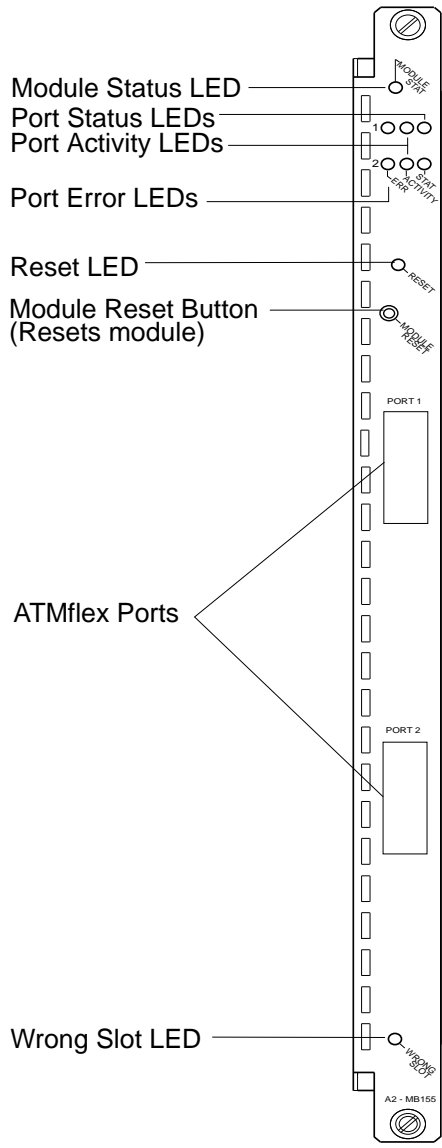 Module Status LED
MODULE
STAT
Port Status LEDs
1
Port Activity LEDs
2
ERR
ACTIVITY
STAT
Port Error LEDs
Reset LED
RESET
Module Reset Button
(Resets module)
MODULE
RESET
PORT 1
ATMflex Ports
PORT 2
Wrong Slot LED
WRONG
SLOT
A2 - MB155